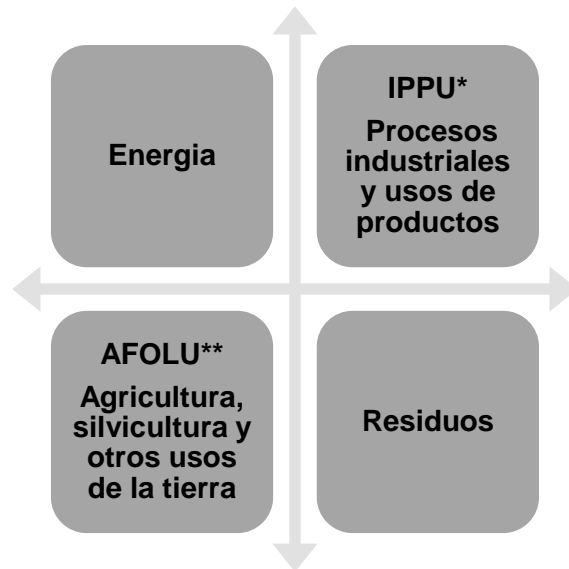 Energia
IPPU*
Procesos
industriales
y usos de
productos
AFOLU**
Agricultura,
silvicultura y
otros usos
de la tierra
Residuos